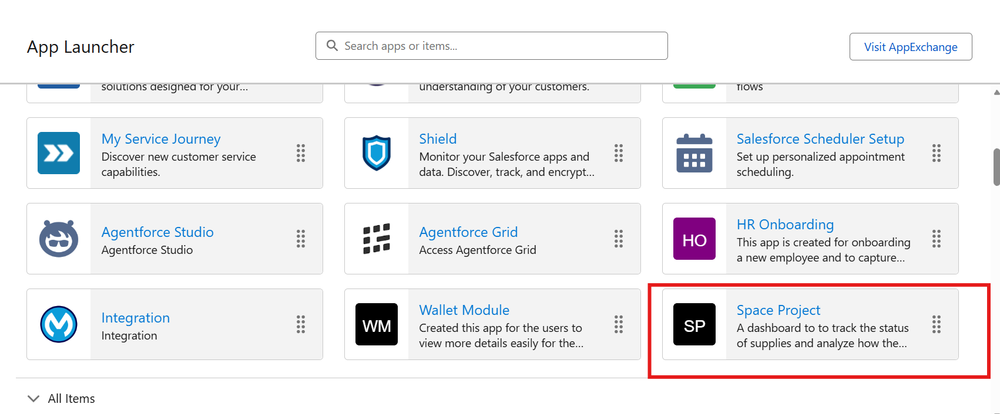 App Launcher
Search apps or items...
Visit AppExchange
solutions designed for your...
understanding of your customers.
flows
My Service Journey
Discover new customer service
capabilities.
Shield
Monitor your Salesforce apps and
data. Discover, track, and encrypt...
Salesforce Scheduler Setup
Set up personalized appointment
scheduling.
Agentforce Studio
Agentforce Studio
Agentforce Grid
Access Agentforce Grid
HO
HR Onboarding
This app is created for onboarding
a new employee and to capture...
Integration
Integration
WM
Wallet Module
Created this app for the users to
view more details easily for the...
SP
Space Project
A dashboard to to track the status
of supplies and analyze how the...
All Items